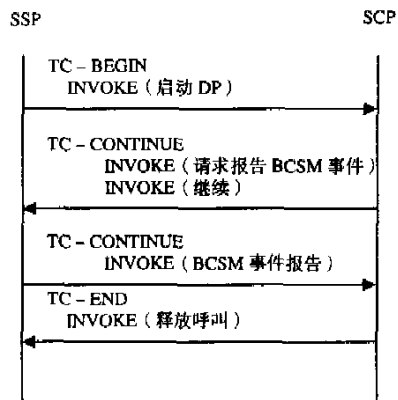 SSP SCP
TC – BEGIN
INVOKE（启动 DP）
TC – CONTINUE
INVOKE（请求报告 BCSM 事件）
INVOKE（继续）
TC – CONTINUE
INVOKE（BCSM 事件报告）
TC – END
INVOKE（释放呼叫）